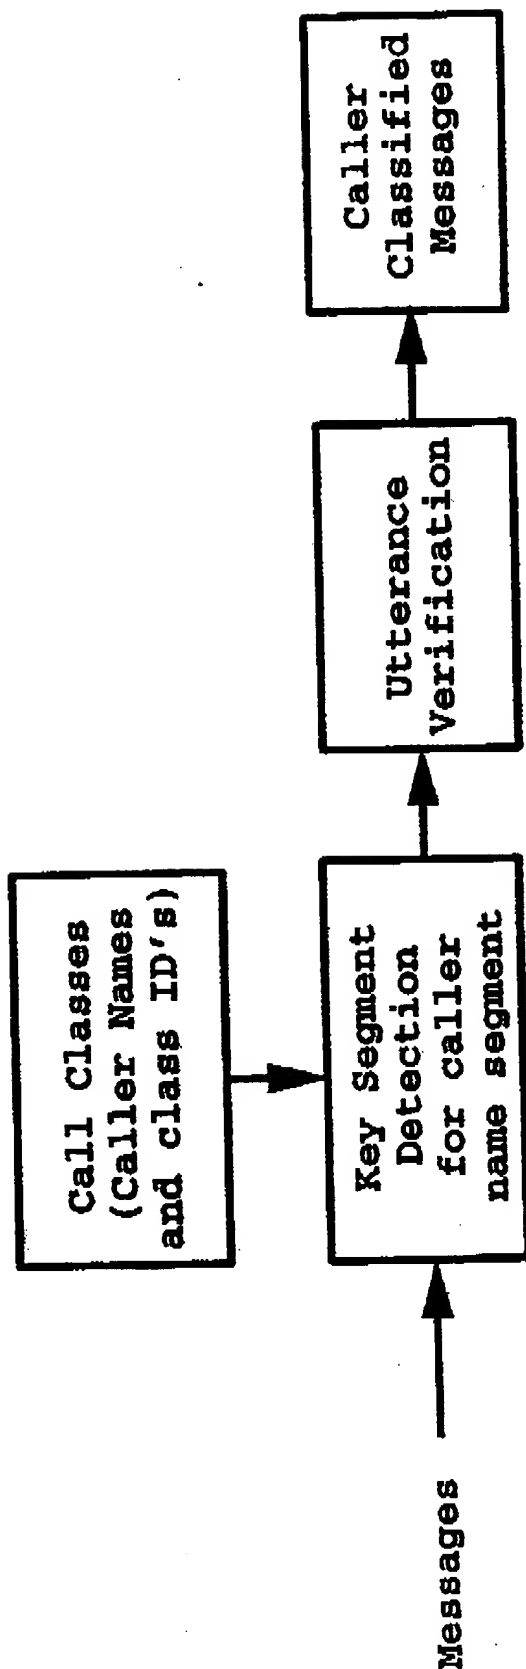 Call Classes
(Caller Names
and class ID's)
Messages
Key Segment
Detection
for caller
name segment
Utterance
Verification
Caller
Classified
Messages